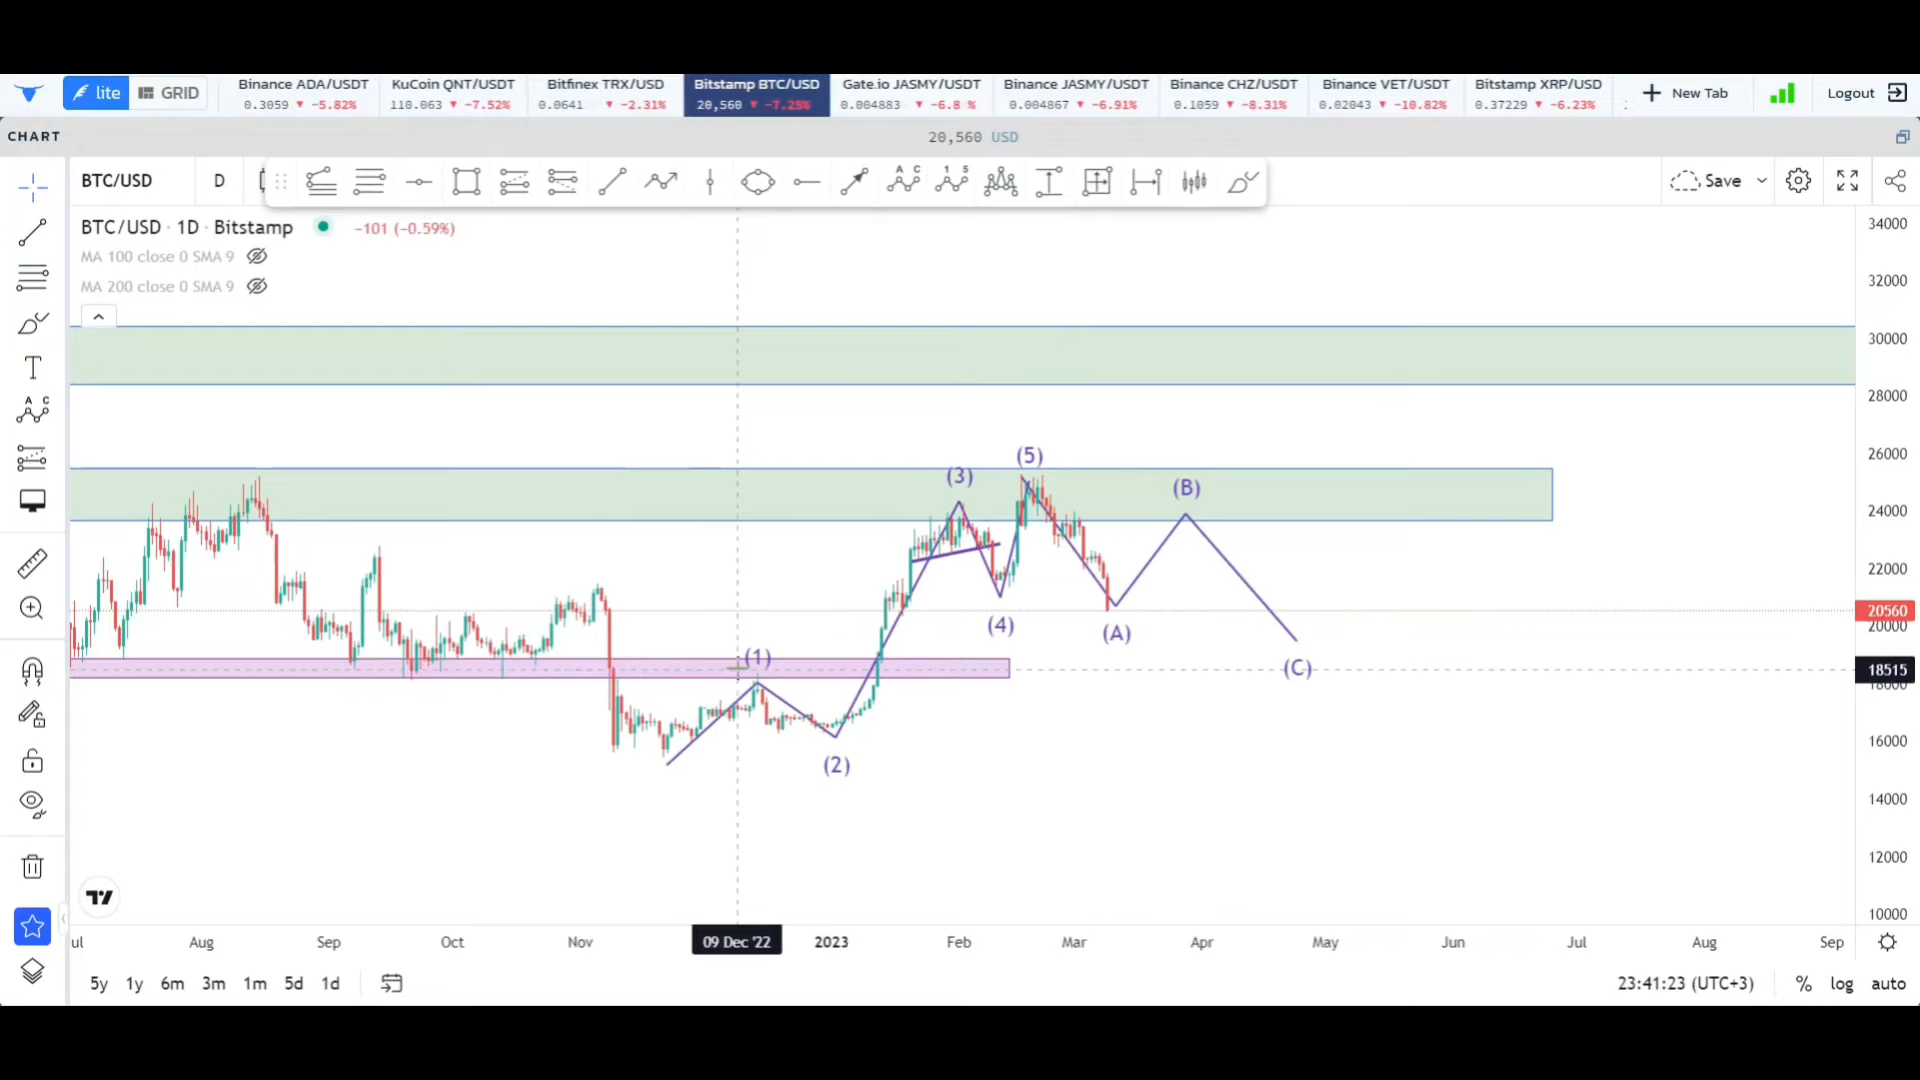 lite GRID
Binance ADA/USDT KuCoin QNT/USDT Bitfinex TRX/USD Bitstamp BTC/USD Gate.io JASMY/USDT Binance JASMY/USDT Binance CHZ/USDT Binance VET/USDT Bitstamp XRP/USD New Tab Logout
0.3059 ▼ −5.82% 110.063 ▼ −7.52% 0.0641 ▼ −2.31% 20,560 ▼ −7.25% 0.004883 ▼ −6.8 % 0.004867 ▼ −6.91% 0.1059 ▼ −8.31% 0.02043 ▼ −10.82% 0.37229 ▼ −6.23%
CHART 20,560 USD
BTC/USD D Save
BTC/USD · 1D · Bitstamp −101 (−0.59%)
MA 100 close 0 SMA 9
MA 200 close 0 SMA 9
34000
32000
30000
28000
26000
24000
22000
20560
20000
18515
18000
16000
14000
12000
10000
(5)
(3)
(B)
(4)
(A)
(1)
(C)
(2)
ul Aug Sep Oct Nov 09 Dec '22 2023 Feb Mar Apr May Jun Jul Aug Sep
5y 1y 6m 3m 1m 5d 1d 23:41:23 (UTC+3) % log auto